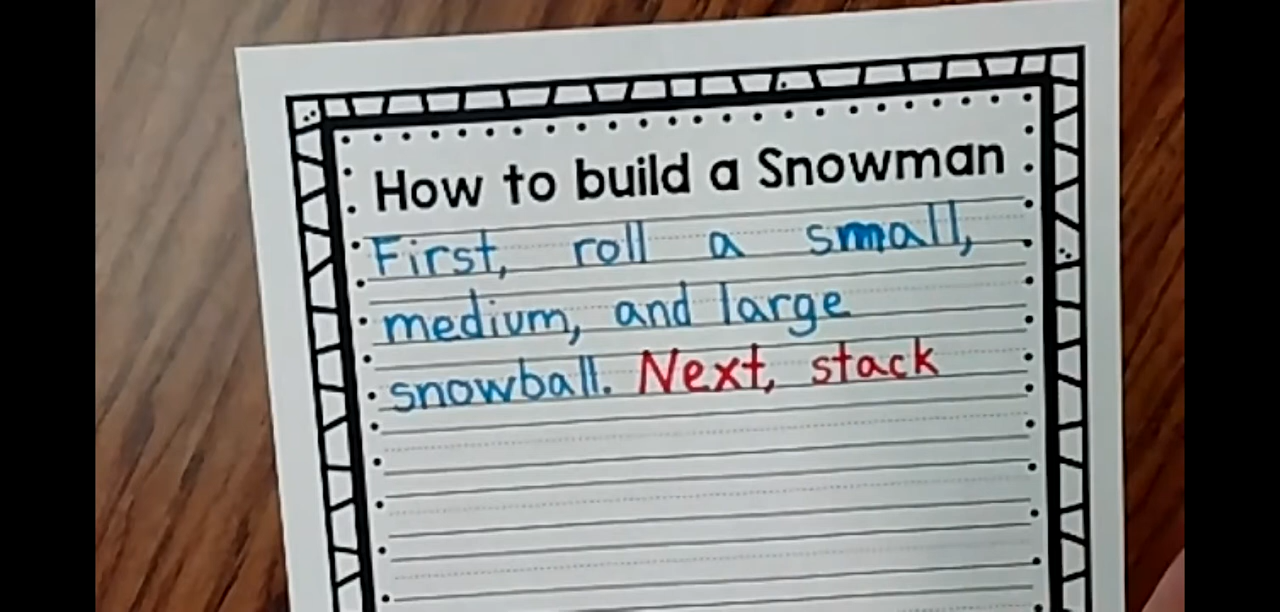 How to build a Snowman
First, roll a small,
medium, and large
snowball. Next, stack